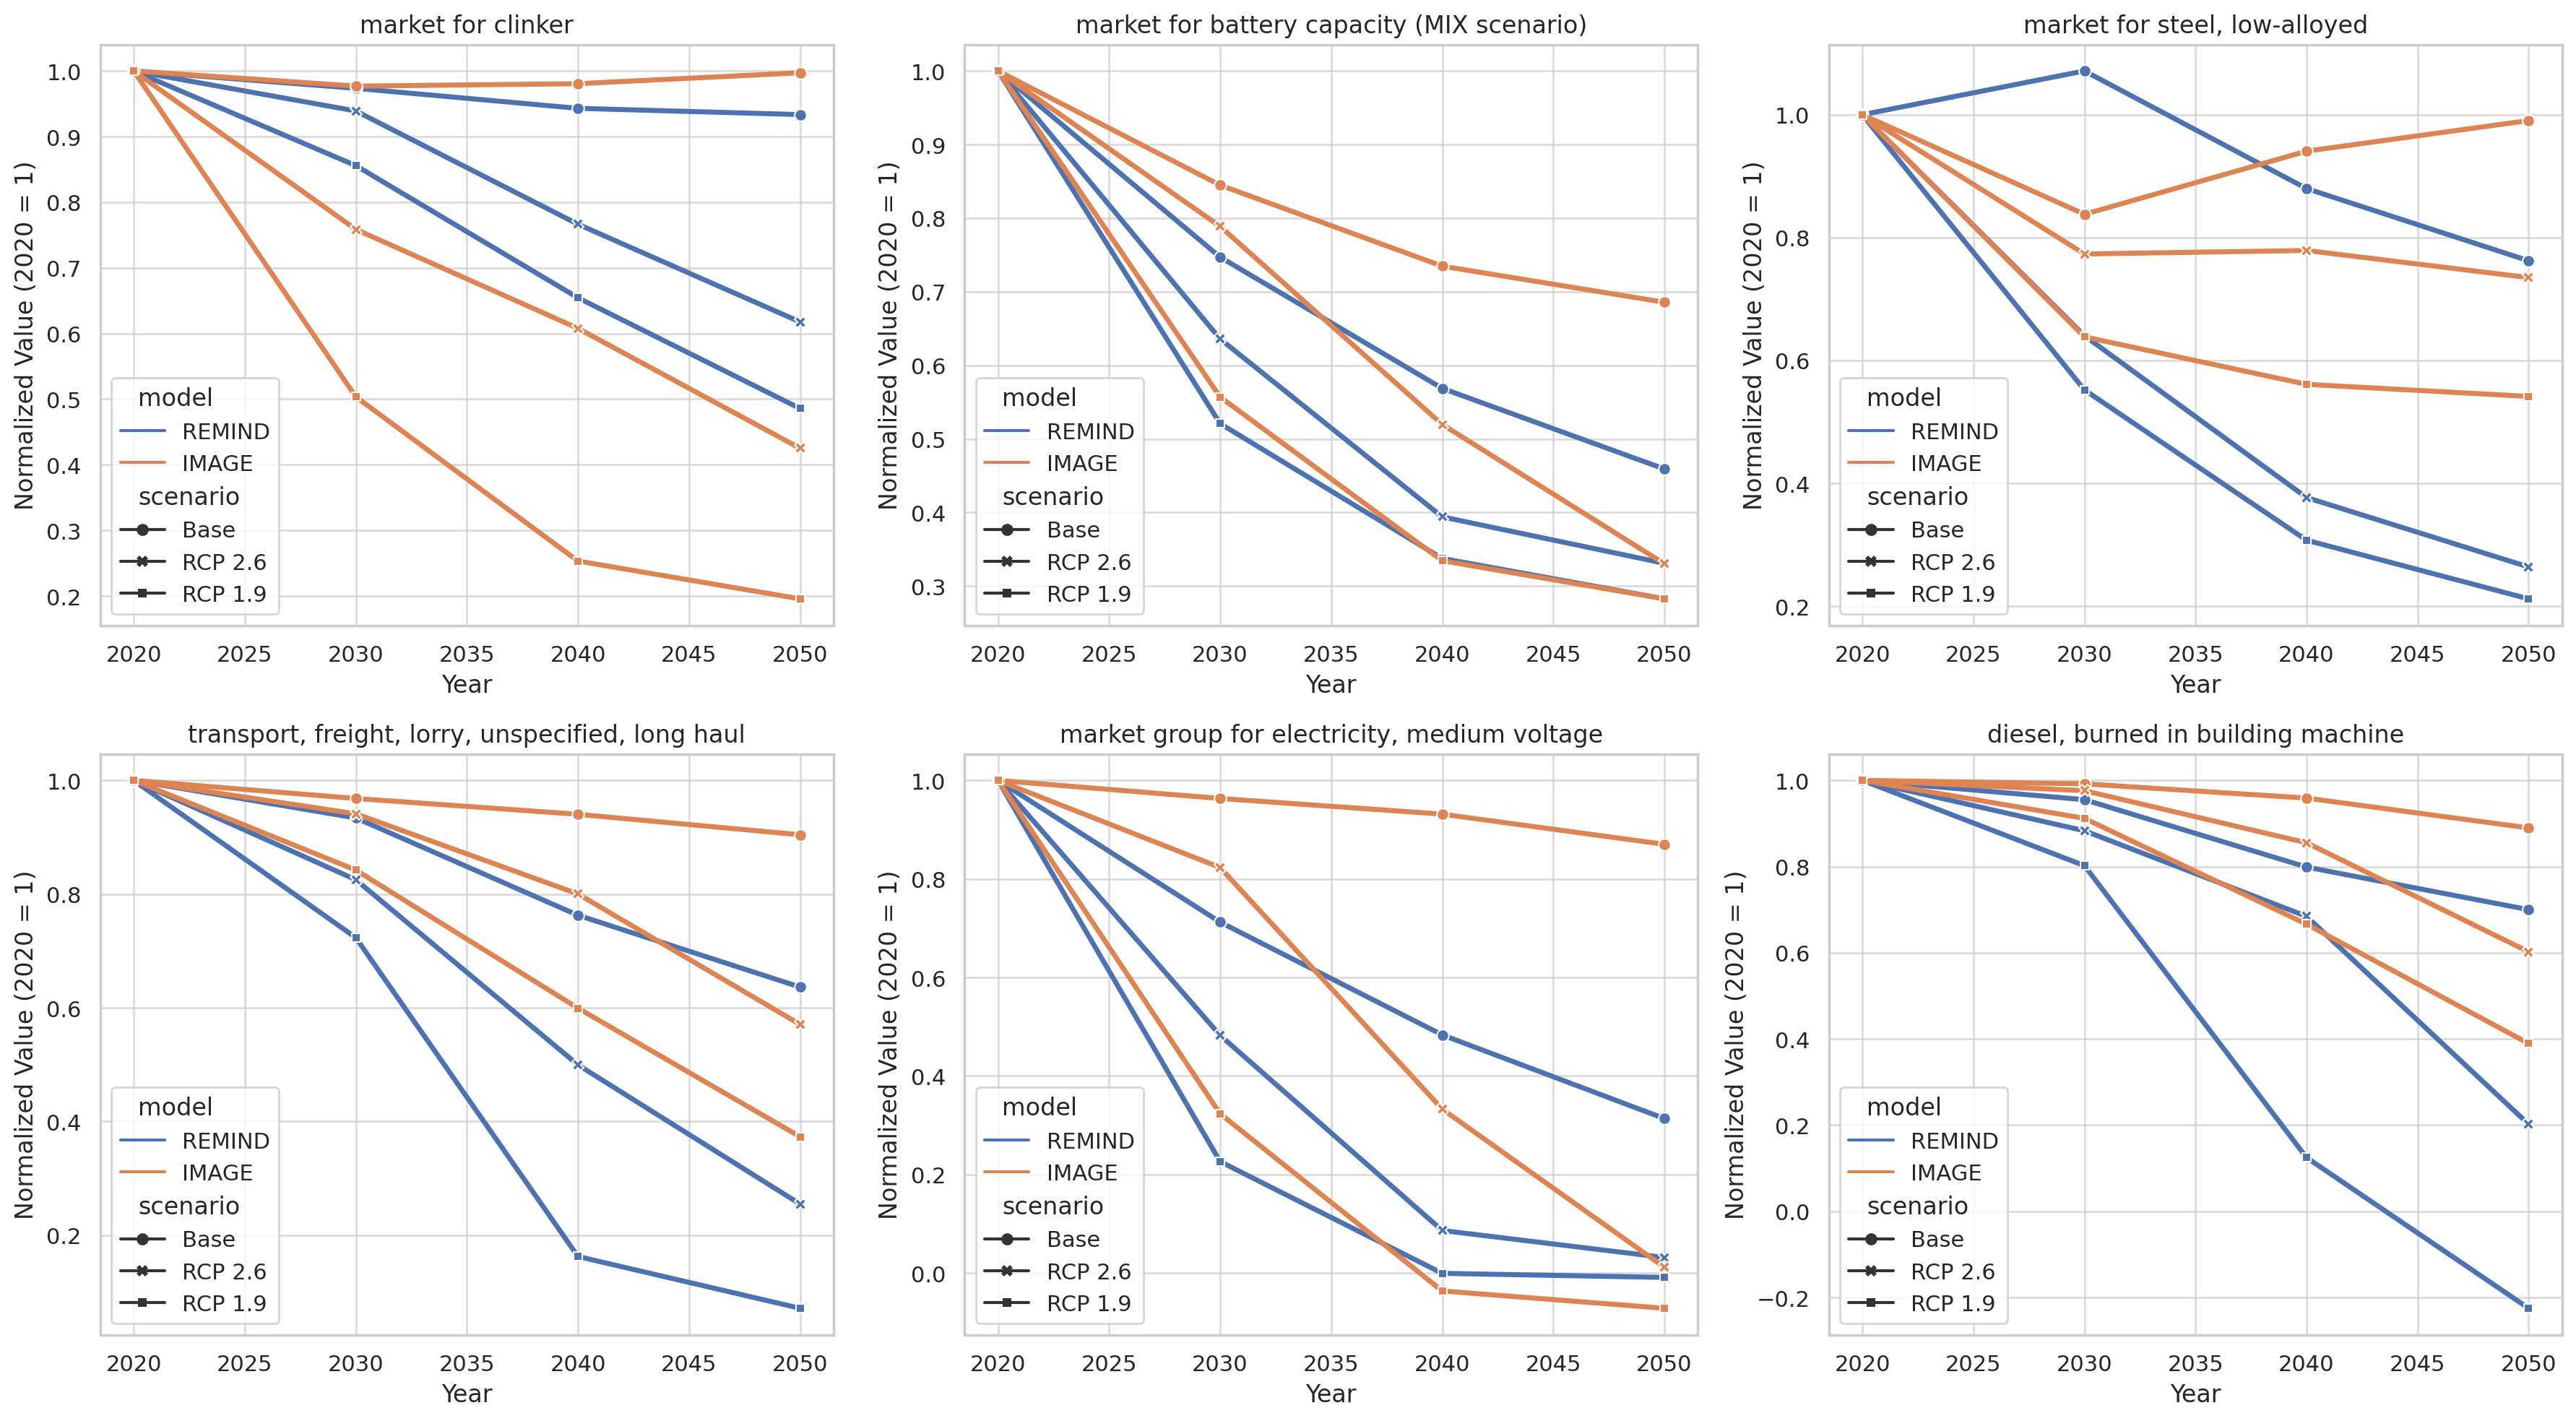 market for clinker
Normalized Value (2020 = 1)
1.0
0.9
0.8
0.7
0.6
0.5
0.4
0.3
0.2
model
REMIND
IMAGE
scenario
Base
RCP 2.6
RCP 1.9
2020 2025 2030 2035 2040 2045 2050
Year
market for battery capacity (MIX scenario)
Normalized Value (2020 = 1)
1.0
0.9
0.8
0.7
0.6
0.5
0.4
0.3
model
REMIND
IMAGE
scenario
Base
RCP 2.6
RCP 1.9
2020 2025 2030 2035 2040 2045 2050
Year
market for steel, low-alloyed
Normalized Value (2020 = 1)
1.0
0.8
0.6
0.4
0.2
model
REMIND
IMAGE
scenario
Base
RCP 2.6
RCP 1.9
2020 2025 2030 2035 2040 2045 2050
Year
transport, freight, lorry, unspecified, long haul
Normalized Value (2020 = 1)
1.0
0.8
0.6
0.4
0.2
model
REMIND
IMAGE
scenario
Base
RCP 2.6
RCP 1.9
2020 2025 2030 2035 2040 2045 2050
Year
market group for electricity, medium voltage
Normalized Value (2020 = 1)
1.0
0.8
0.6
0.4
0.2
0.0
model
REMIND
IMAGE
scenario
Base
RCP 2.6
RCP 1.9
2020 2025 2030 2035 2040 2045 2050
Year
diesel, burned in building machine
Normalized Value (2020 = 1)
1.0
0.8
0.6
0.4
0.2
0.0
−0.2
model
REMIND
IMAGE
scenario
Base
RCP 2.6
RCP 1.9
2020 2025 2030 2035 2040 2045 2050
Year